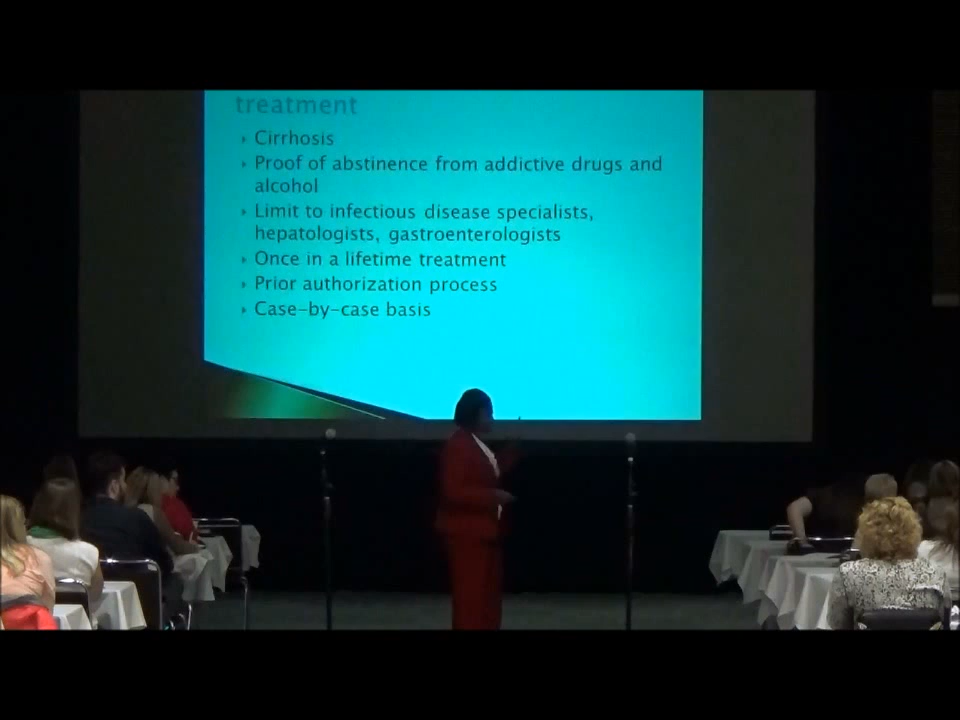 treatment
Cirrhosis
Proof of abstinence from addictive drugs and
alcohol
Limit to infectious disease specialists,
hepatologists, gastroenterologists
Once in a lifetime treatment
Prior authorization process
Case-by-case basis